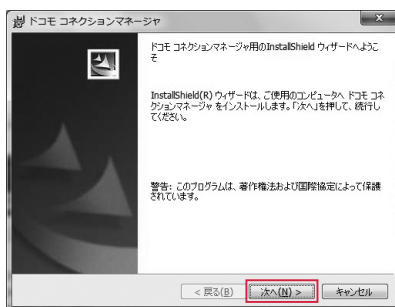 ドコモ コネクションマネージャ
ドコモ コネクションマネージャ用のInstallShield ウィザードへようこ
そ
InstallShield(R) ウィザードは、ご使用のコンピュータへ ドコモ コネ
クションマネージャ をインストールします。「次へ」を押して、続行し
てください。
警告: このプログラムは、著作権法および国際協定によって保護
されています。
< 戻る(B)
次へ(N) >
キャンセル